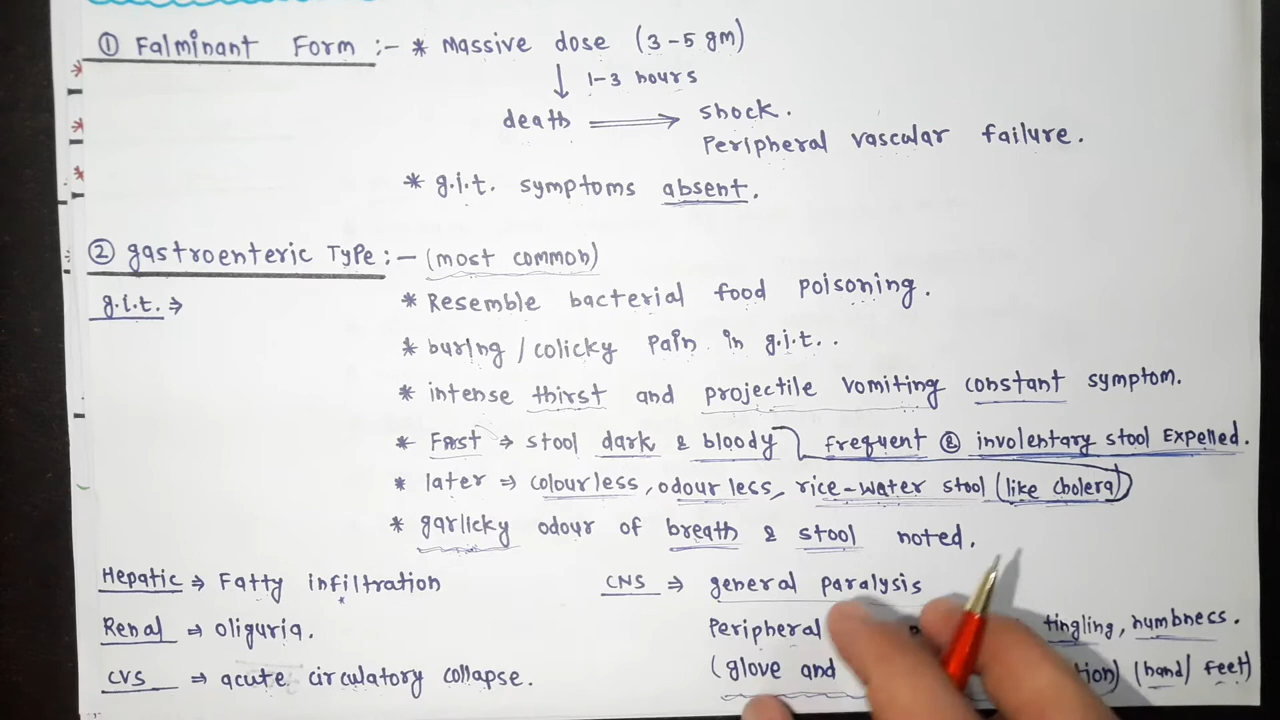 ① Falminant Form :- * Massive dose (3-5 gm)
↓ 1-3 hours
death ⟹ shock.
Peripheral vascular failure.
* g.i.t. symptoms absent.
② gastroenteric Type :- (most common)
g.i.t. ⇒
* Resemble bacterial food poisoning.
* buring / colicky pain in g.i.t..
* intense thirst and projectile vomiting constant symptom.
* First ⇒ stool dark & bloody frequent @ involentary stool Expelled.
* later ⇒ colourless, odourless, rice-water stool (like cholera)
* garlicky odour of breath & stool noted.
Hepatic ⇒ Fatty infiltration CNS ⇒ general paralysis
Renal ⇒ oliguria. Peripheral tingling, numbness.
CVS ⇒ acute circulatory collapse. (glove and (hand/feet)